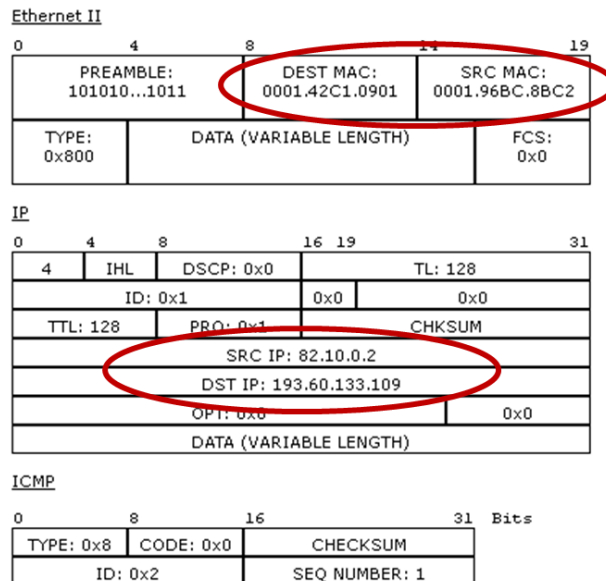 Ethernet II
0 4 8 14 19
PREAMBLE: DEST MAC: SRC MAC:
101010...1011 0001.42C1.0901 0001.96BC.8BC2
TYPE: DATA (VARIABLE LENGTH) FCS:
0x800 0x0
IP
0 4 8 16 19 31
4 IHL DSCP: 0x0 TL: 128
ID: 0x1 0x0 0x0
TTL: 128 PRO: 0x1 CHKSUM
SRC IP: 82.10.0.2
DST IP: 193.60.133.109
OPT: 0x0 0x0
DATA (VARIABLE LENGTH)
ICMP
0 8 16 31 Bits
TYPE: 0x8 CODE: 0x0 CHECKSUM
ID: 0x2 SEQ NUMBER: 1